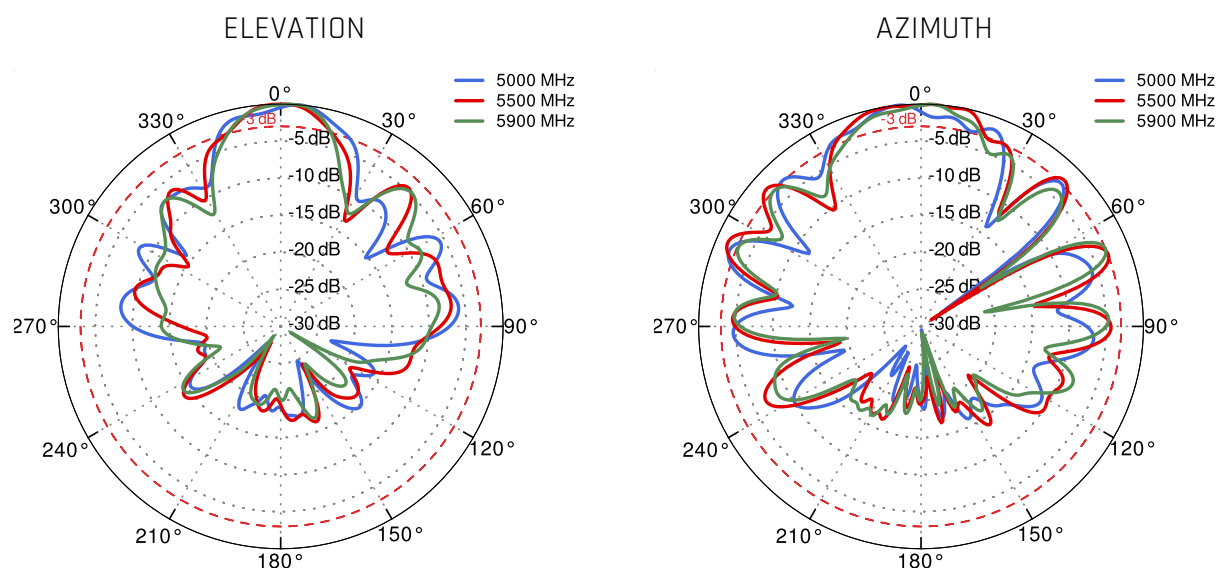 ELEVATION
5000 MHz
5500 MHz
5900 MHz
0°
30°
60°
90°
120°
150°
180°
210°
240°
270°
300°
330°
-3 dB
-5 dB
-10 dB
-15 dB
-20 dB
-25 dB
-30 dB
AZIMUTH
5000 MHz
5500 MHz
5900 MHz
0°
30°
60°
90°
120°
150°
180°
210°
240°
270°
300°
330°
-3 dB
-5 dB
-10 dB
-15 dB
-20 dB
-25 dB
-30 dB